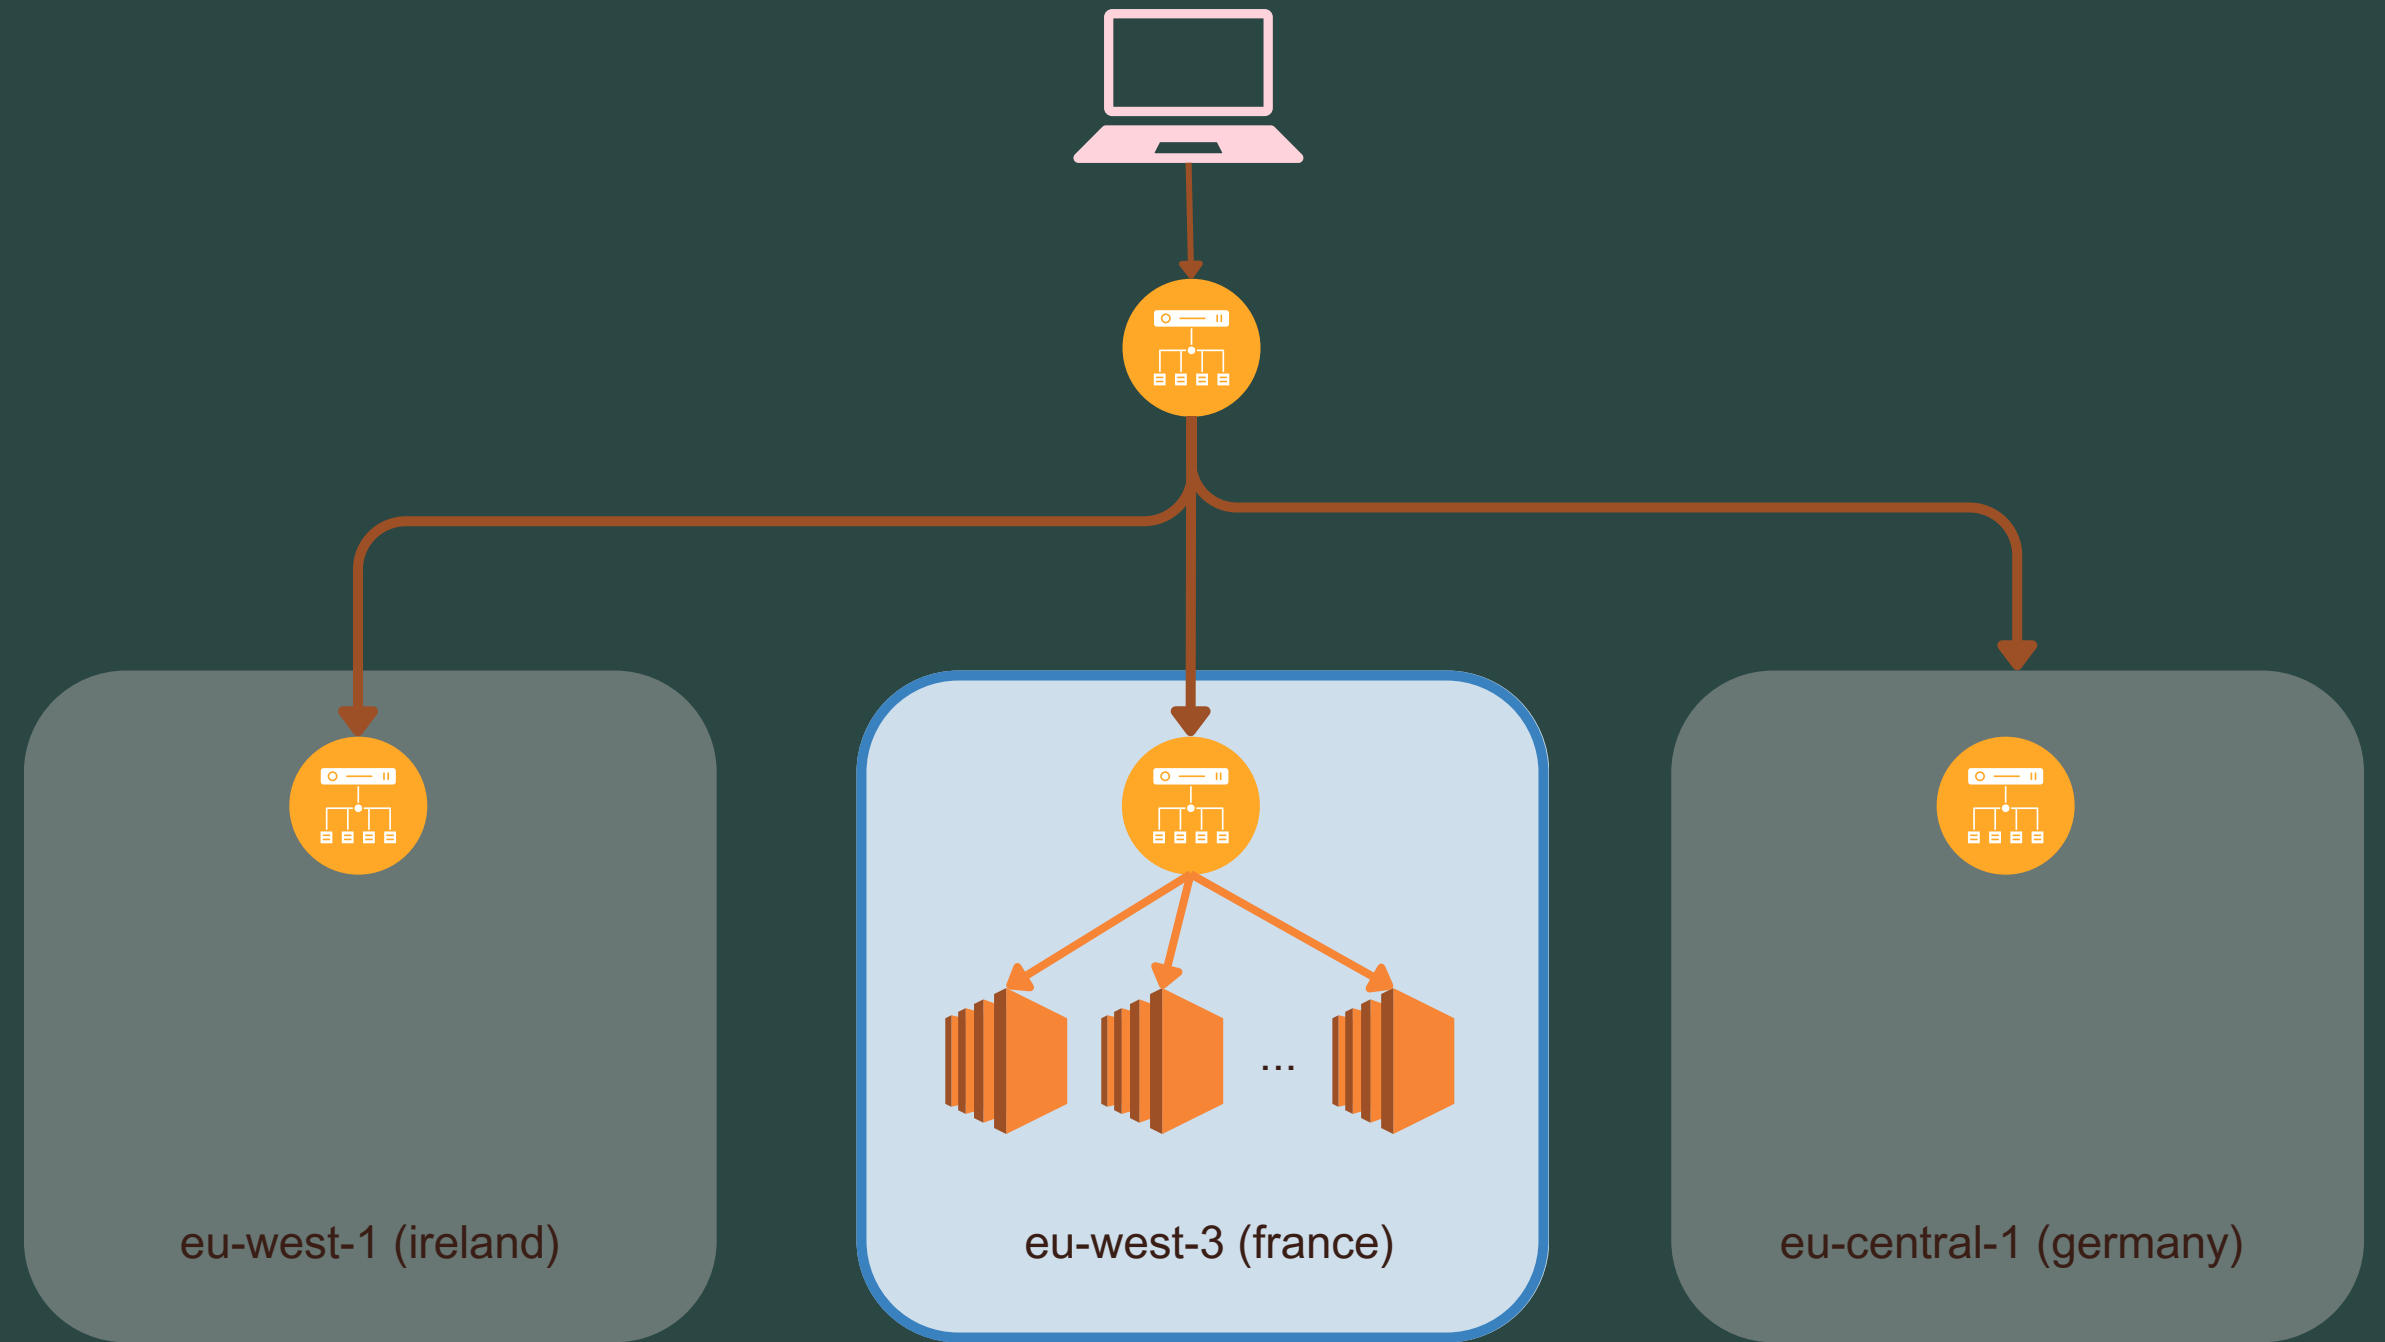 ...
eu-west-1 (ireland)
eu-west-3 (france)
eu-central-1 (germany)